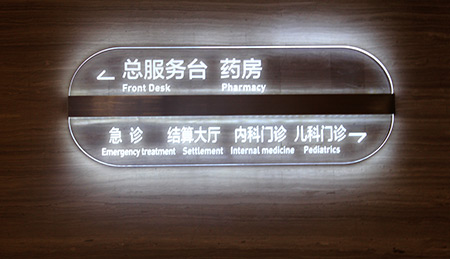 ← 总服务台 药房
Front Desk Pharmacy
急诊 结算大厅 内科门诊 儿科门诊 →
Emergency treatment Settlement Internal medicine Pediatrics